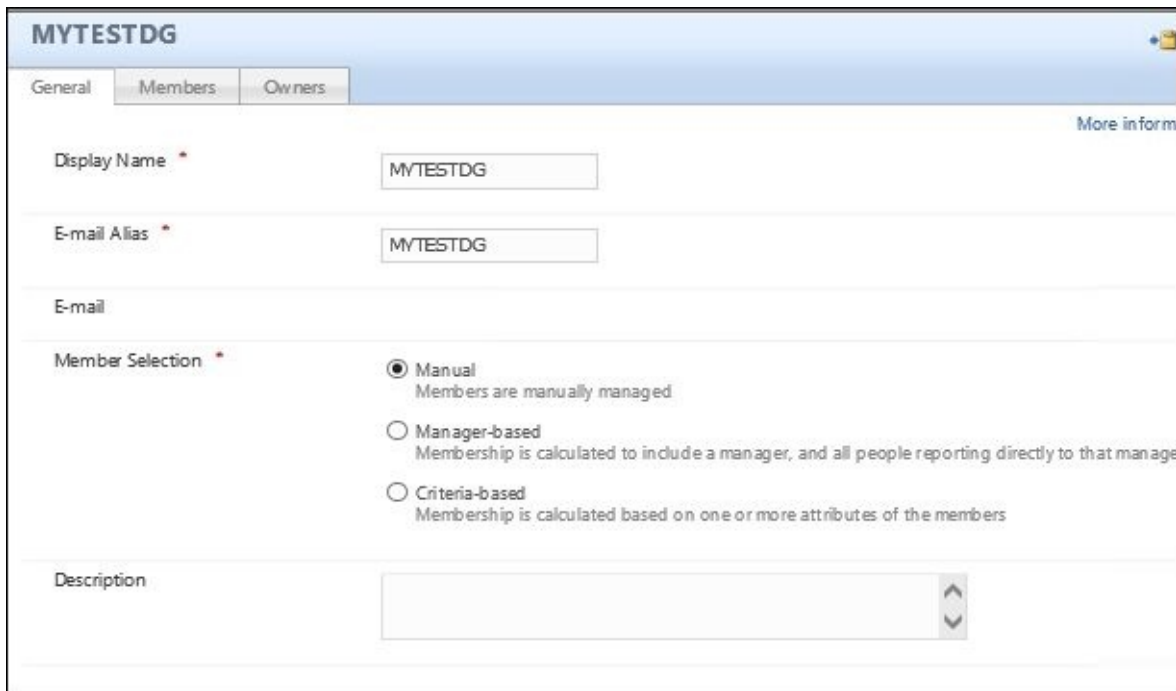 MYTESTDG
General Members Owners
More inform
Display Name *
MYTESTDG
E-mail Alias *
MYTESTDG
E-mail
Member Selection *
Manual
Members are manually managed
Manager-based
Membership is calculated to include a manager, and all people reporting directly to that manage
Criteria-based
Membership is calculated based on one or more attributes of the members
Description